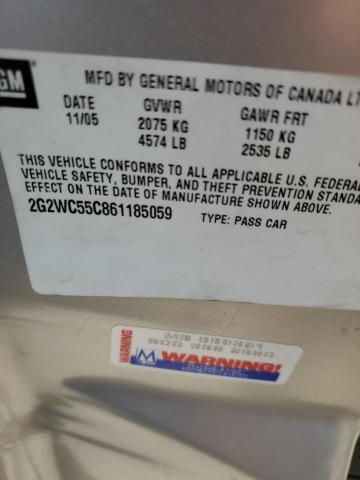 GM
MFD BY GENERAL MOTORS OF CANADA LT
DATE GVWR GAWR FRT
11/05 2075 KG 1150 KG
4574 LB 2535 LB
THIS VEHICLE CONFORMS TO ALL APPLICABLE U.S. FEDERAL
VEHICLE SAFETY, BUMPER, AND THEFT PREVENTION STANDA
EFFECT ON THE DATE OF MANUFACTURE SHOWN ABOVE.
2G2WC55C861185059 TYPE: PASS CAR
WARNING!